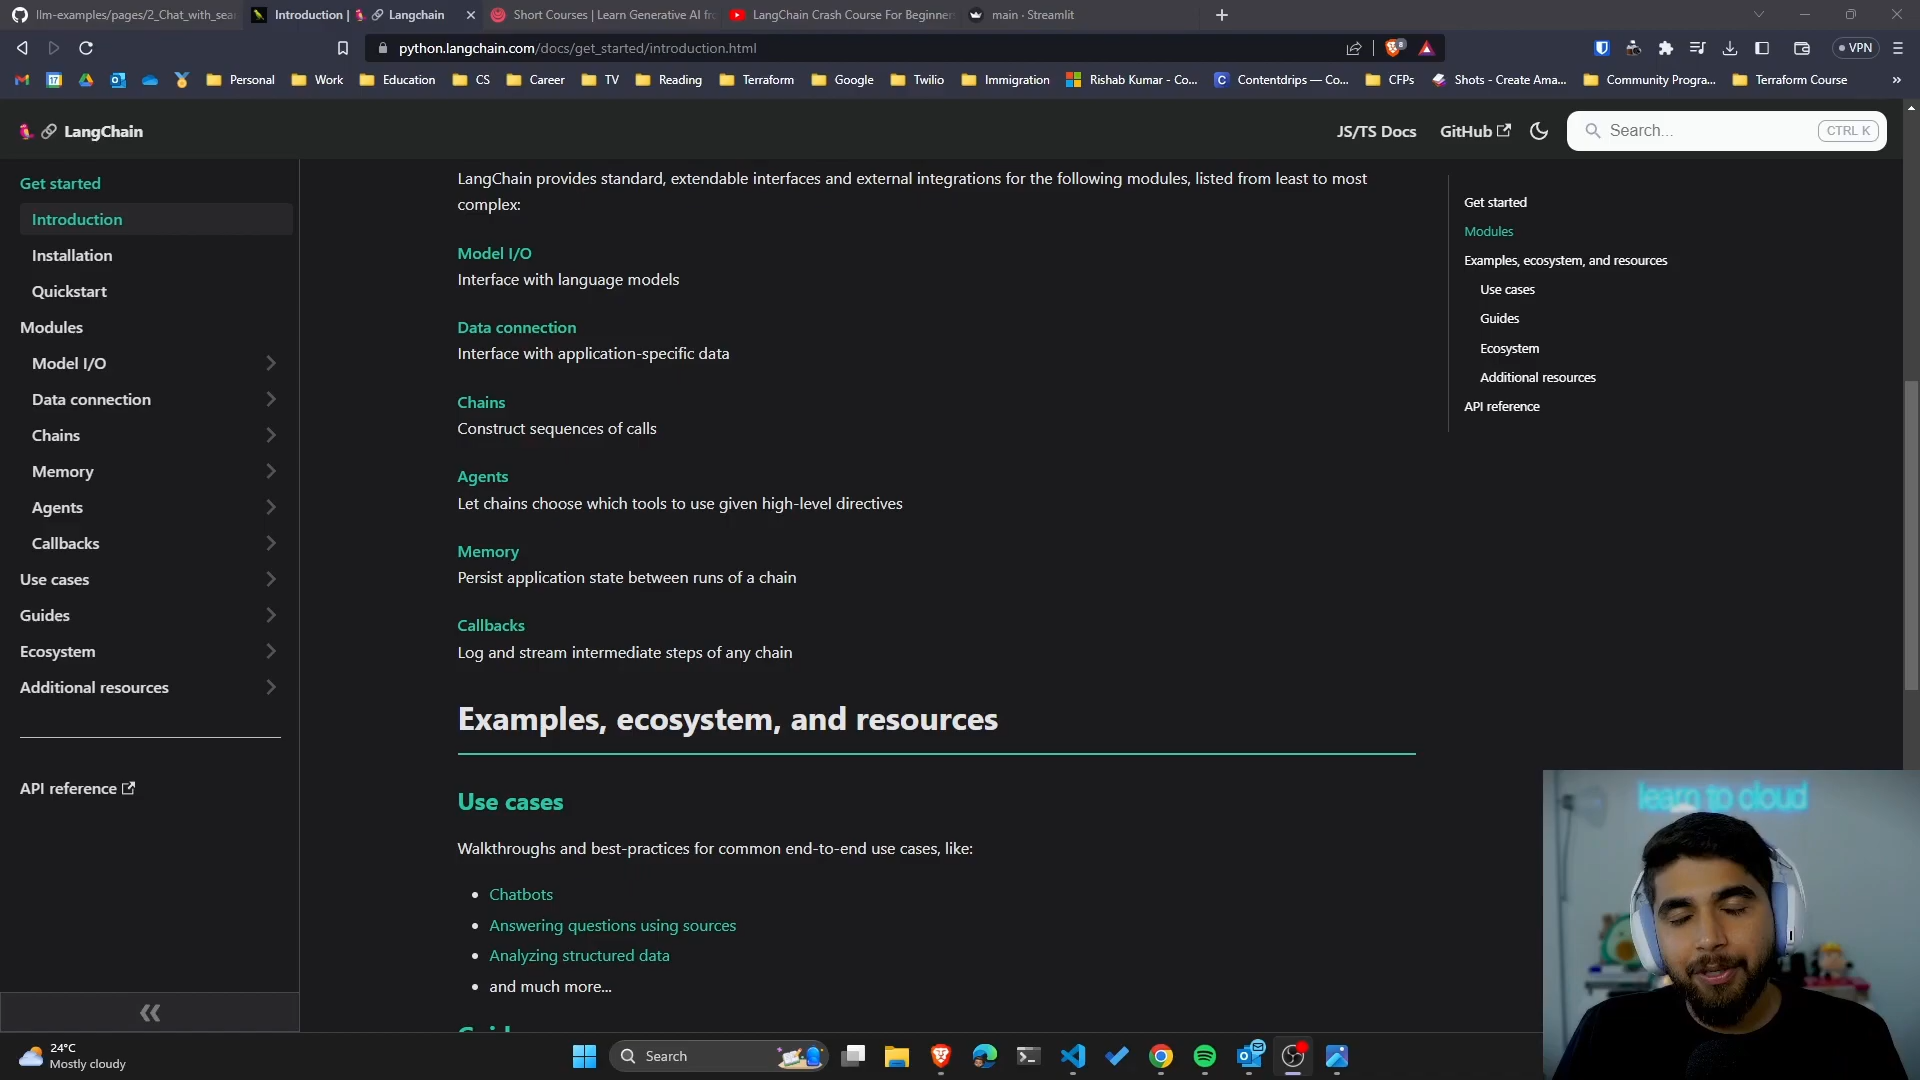 llm-examples/pages/2_Chat_with_sea
Introduction | Langchain
Short Courses | Learn Generative AI fr
LangChain Crash Course For Beginner
main · Streamlit
python.langchain.com/docs/get_started/introduction.html
VPN
Personal
Work
Education
CS
Career
TV
Reading
Terraform
Google
Twilio
Immigration
Rishab Kumar - Co...
Contentdrips — Co...
CFPs
Shots - Create Ama...
Community Progra...
Terraform Course
LangChain
JS/TS Docs
GitHub
Search...
CTRL K
Get started
Introduction
Installation
Quickstart
Modules
Model I/O
Data connection
Chains
Memory
Agents
Callbacks
Use cases
Guides
Ecosystem
Additional resources
API reference
LangChain provides standard, extendable interfaces and external integrations for the following modules, listed from least to most
complex:
Model I/O
Interface with language models
Data connection
Interface with application-specific data
Chains
Construct sequences of calls
Agents
Let chains choose which tools to use given high-level directives
Memory
Persist application state between runs of a chain
Callbacks
Log and stream intermediate steps of any chain
Examples, ecosystem, and resources
Use cases
Walkthroughs and best-practices for common end-to-end use cases, like:
Chatbots
Answering questions using sources
Analyzing structured data
and much more...
Get started
Modules
Examples, ecosystem, and resources
Use cases
Guides
Ecosystem
Additional resources
API reference
learn to cloud
24°C
Mostly cloudy
Search